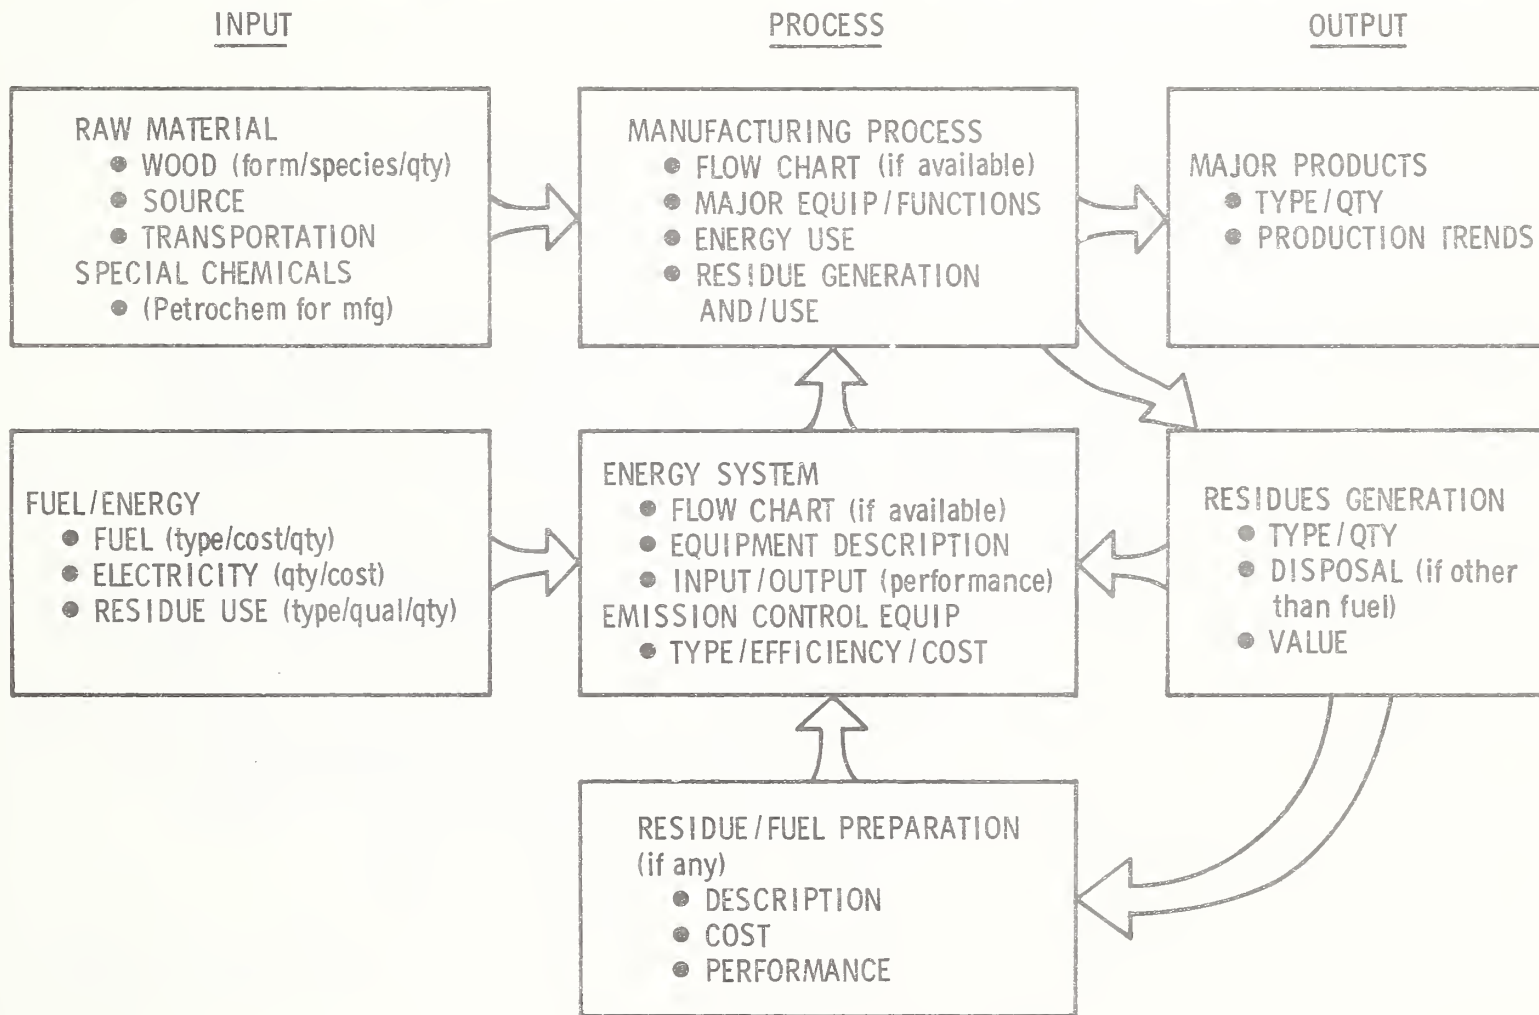 INPUT
PROCESS
OUTPUT
RAW MATERIAL
● WOOD (form/species/qty)
● SOURCE
● TRANSPORTATION
SPECIAL CHEMICALS
● (Petrochem for mfg)
MANUFACTURING PROCESS
● FLOW CHART (if available)
● MAJOR EQUIP/FUNCTIONS
● ENERGY USE
● RESIDUE GENERATION
AND/USE
MAJOR PRODUCTS
● TYPE/QTY
● PRODUCTION TRENDS
FUEL/ENERGY
● FUEL (type/cost/qty)
● ELECTRICITY (qty/cost)
● RESIDUE USE (type/qual/qty)
ENERGY SYSTEM
● FLOW CHART (if available)
● EQUIPMENT DESCRIPTION
● INPUT/OUTPUT (performance)
EMISSION CONTROL EQUIP
● TYPE/EFFICIENCY/COST
RESIDUES GENERATION
● TYPE/QTY
● DISPOSAL (if other
than fuel)
● VALUE
RESIDUE/FUEL PREPARATION
(if any)
● DESCRIPTION
● COST
● PERFORMANCE